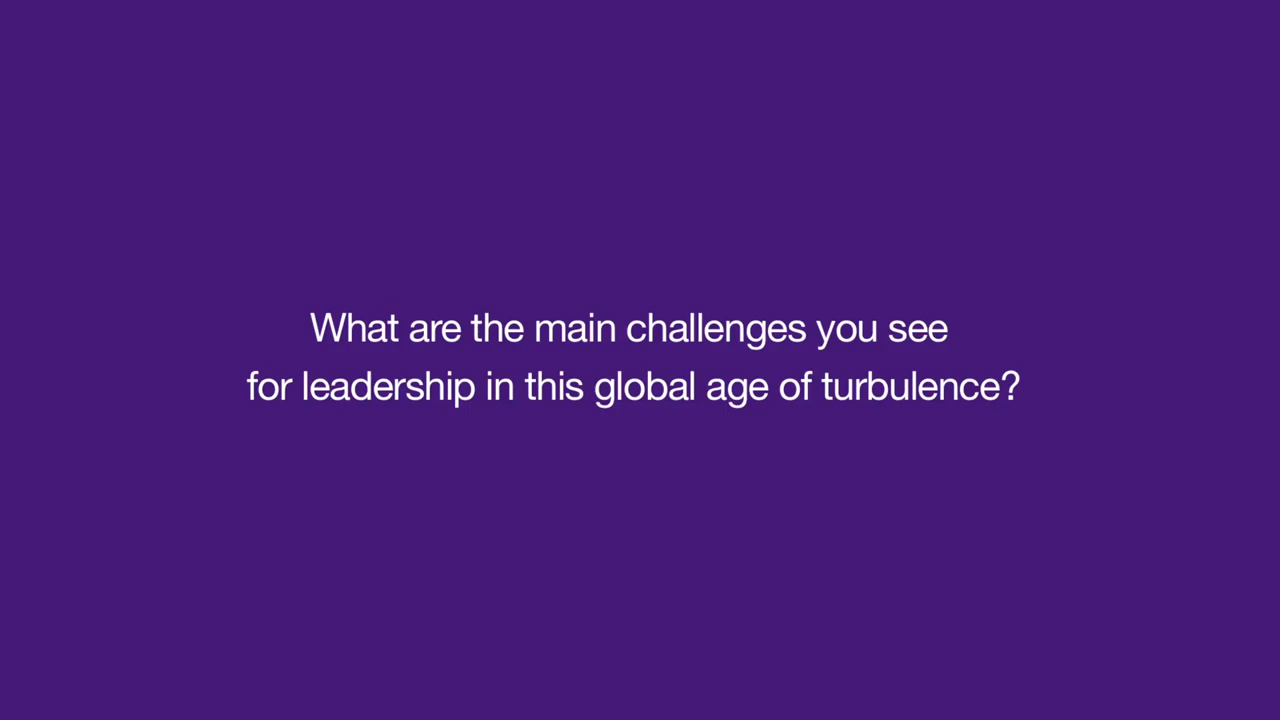 What are the main challenges you see
for leadership in this global age of turbulence?